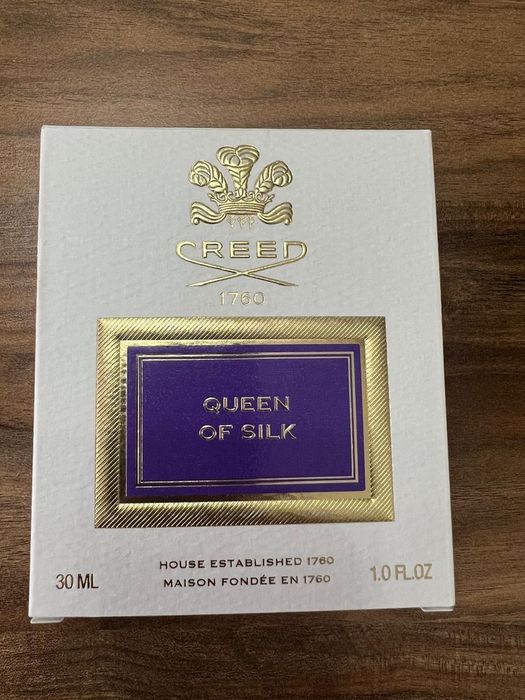 CREED
1760
QUEEN
OF SILK
HOUSE ESTABLISHED 1760
MAISON FONDÉE EN 1760
30 ML
1.0 FL.OZ